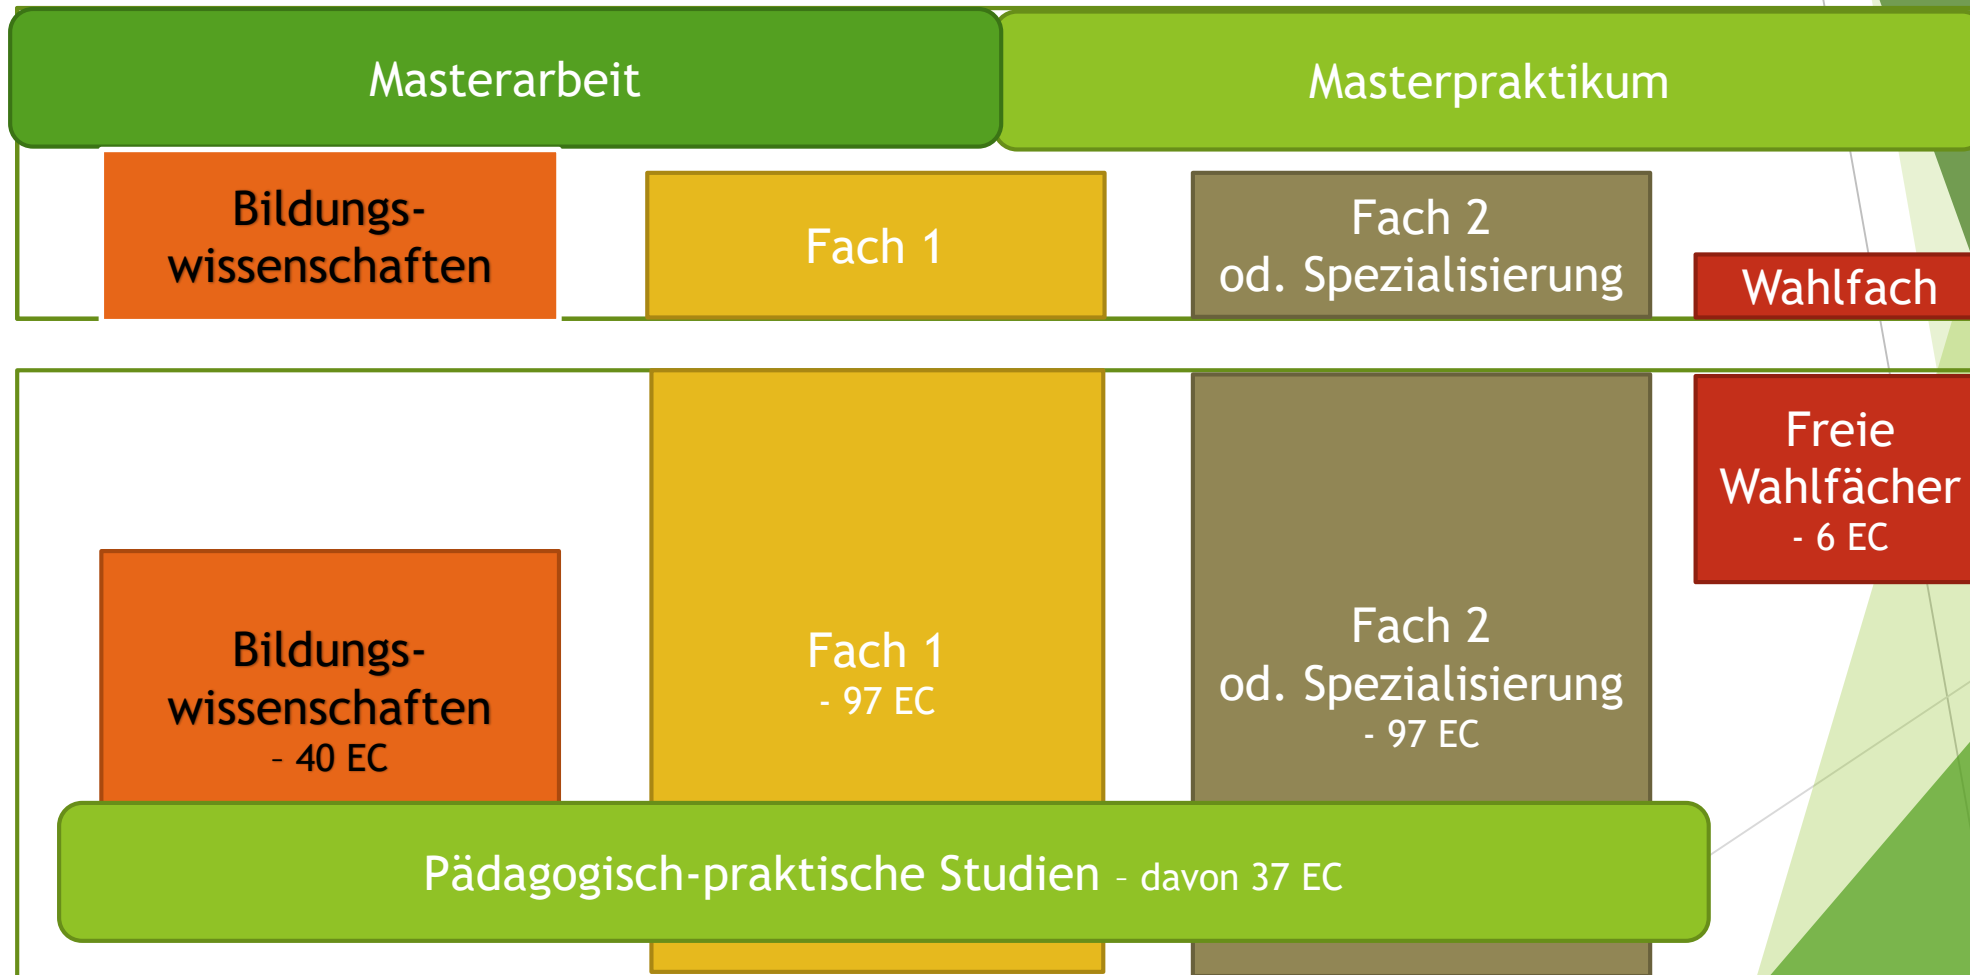 Masterarbeit
Masterpraktikum
Bildungs-
wissenschaften
Fach 1
Fach 2
od. Spezialisierung
Wahlfach
Bildungs-
wissenschaften
– 40 EC
Fach 1
- 97 EC
Fach 2
od. Spezialisierung
- 97 EC
Freie
Wahlfächer
- 6 EC
Pädagogisch-praktische Studien – davon 37 EC